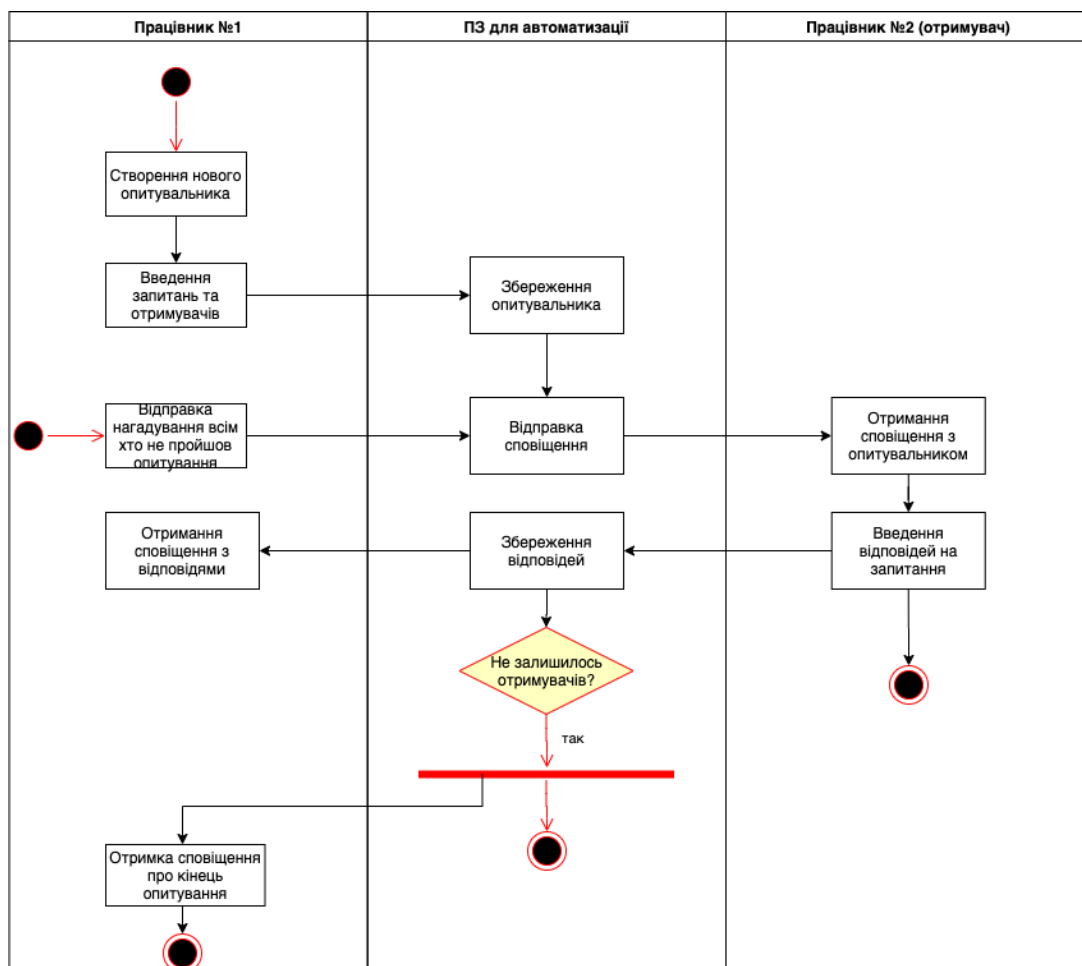 Працівник №1
ПЗ для автоматизації
Працівник №2 (отримувач)
Створення нового
опитувальника
Введення
запитань та
отримувачів
Збереження
опитувальника
Відправка
нагадування всім
хто не пройшов
опитування
Відправка
сповіщення
Отримання
сповіщення з
опитувальником
Отримання
сповіщення з
відповідями
Збереження
відповідей
Введення
відповідей на
запитання
Не залишилось
отримувачів?
так
Отримка сповіщення
про кінець
опитування